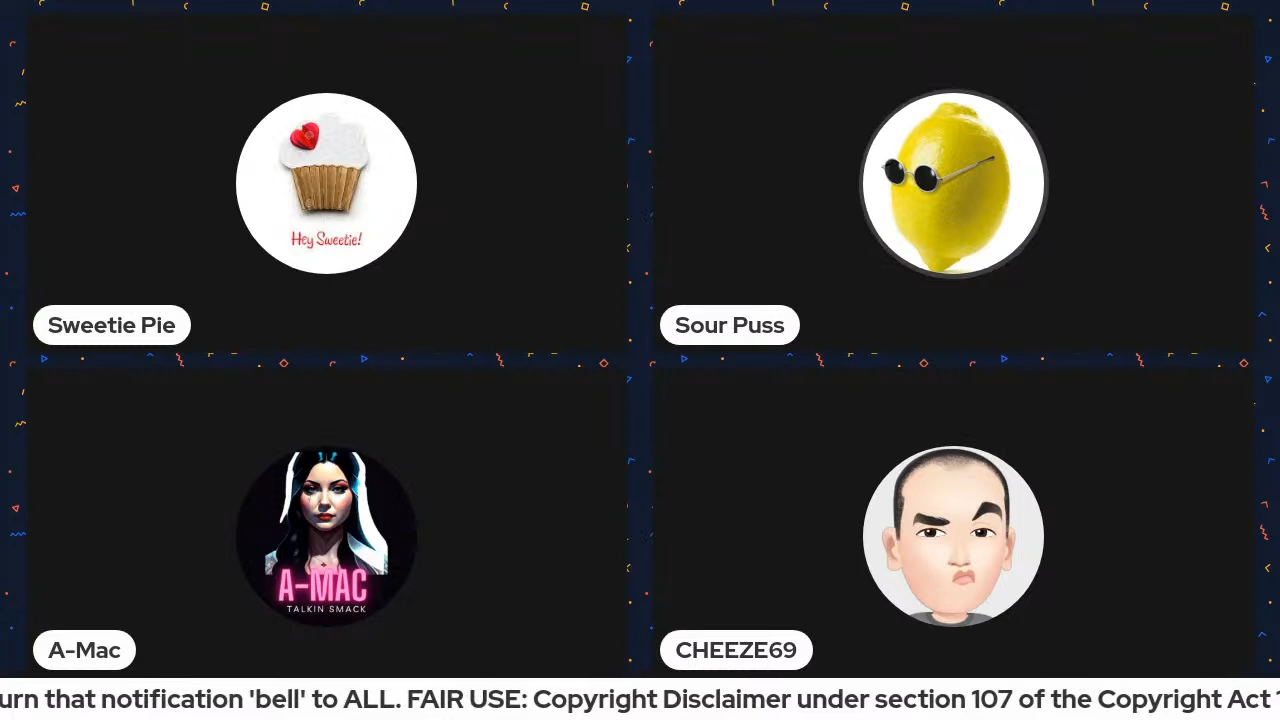 Hey Sweetie!
Sweetie Pie
Sour Puss
A-MAC
TALKIN SMACK
A-Mac
CHEEZE69
urn that notification 'bell' to ALL. FAIR USE: Copyright Disclaimer under section 107 of the Copyright Act